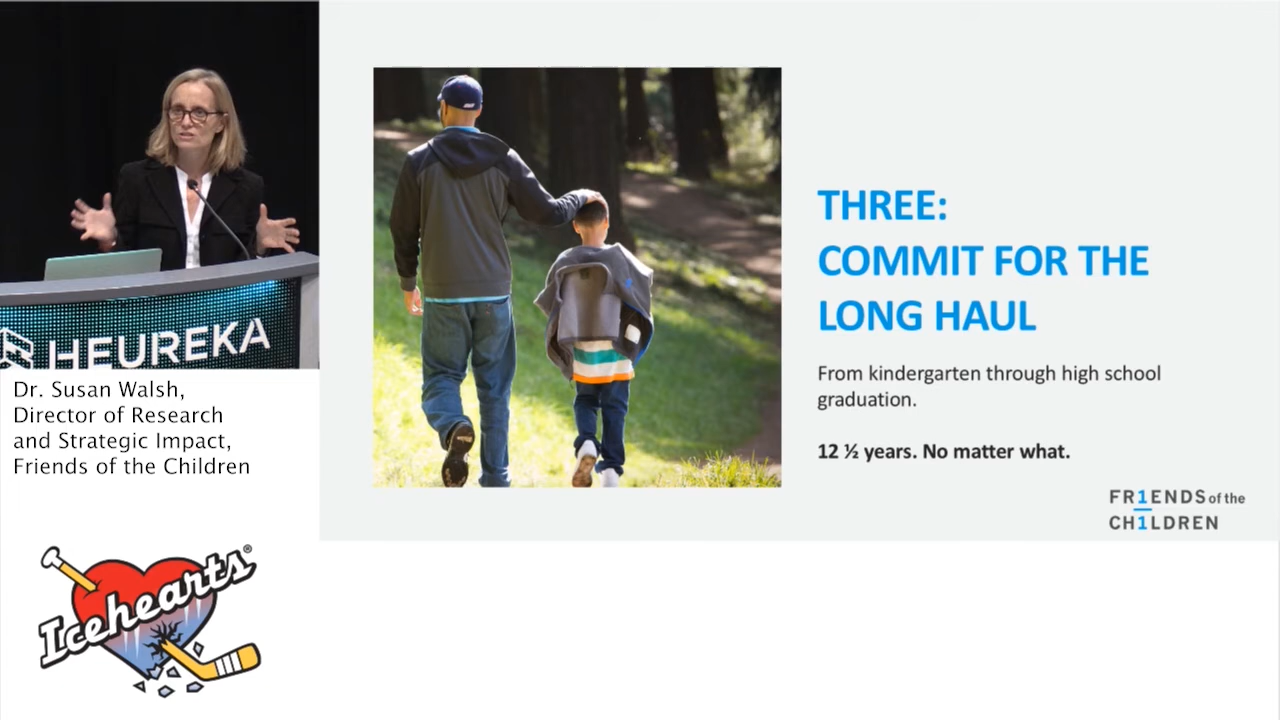 HEUREKA
Dr. Susan Walsh,
Director of Research
and Strategic Impact,
Friends of the Children
Icehearts®
THREE:
COMMIT FOR THE
LONG HAUL
From kindergarten through high school
graduation.
12 ½ years. No matter what.
FR1ENDS of the
CH1LDREN